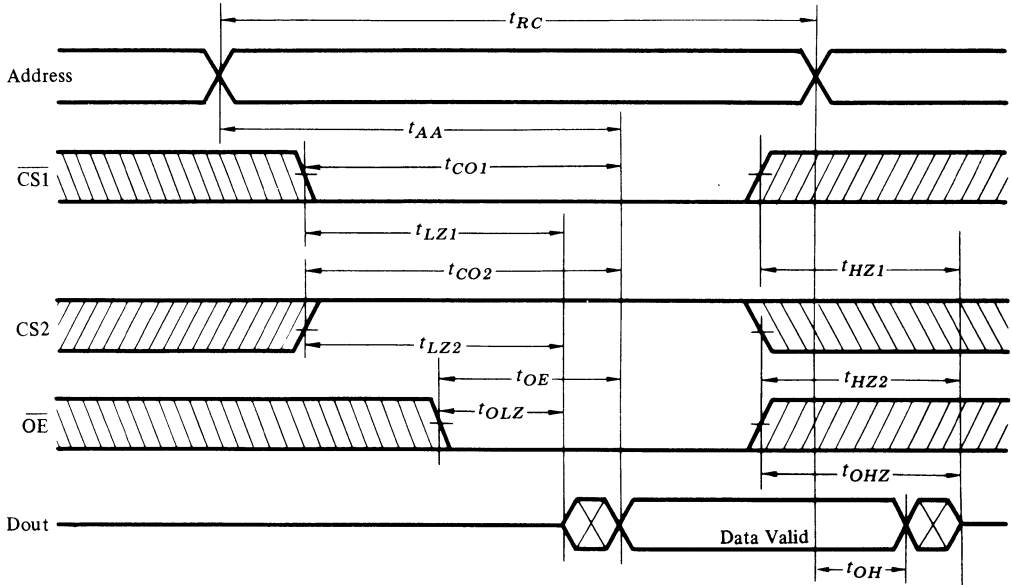 tRC
Address
tAA
CS1
tCO1
tLZ1
tCO2
tHZ1
CS2
tLZ2
tOE
tHZ2
OE
tOLZ
tOHZ
Dout
Data Valid
tOH